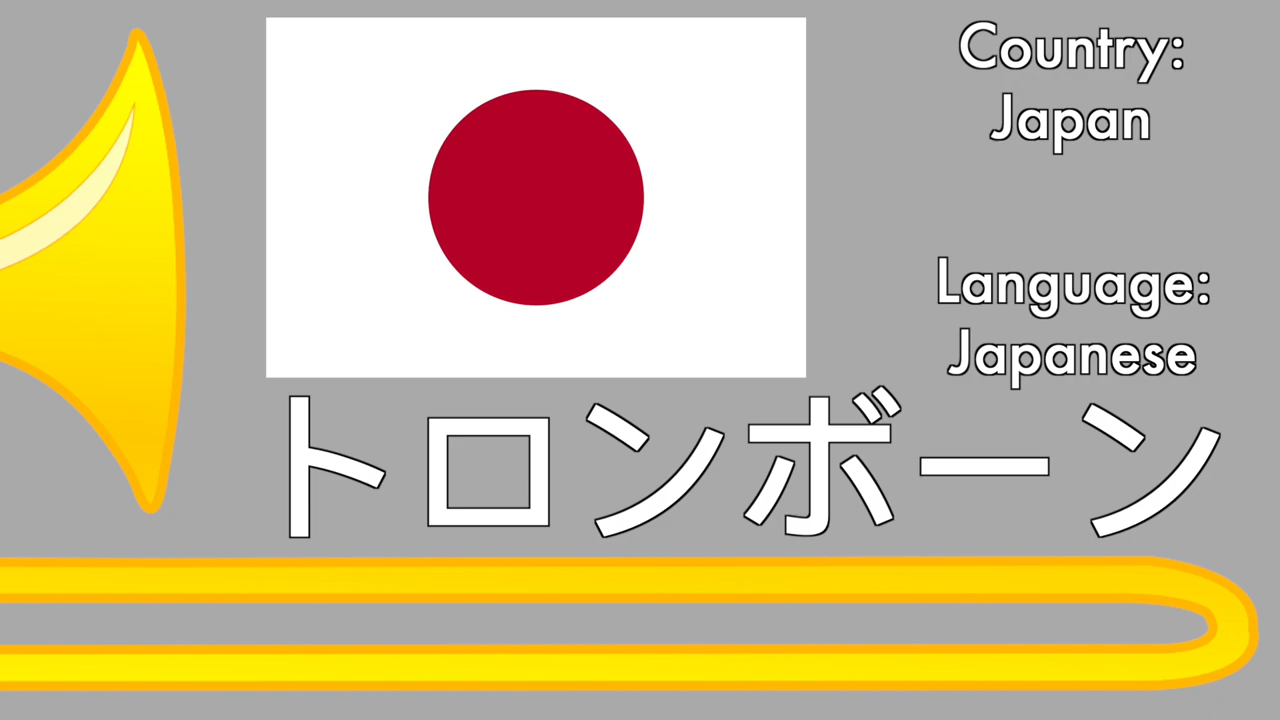 Country:
Japan
Language:
Japanese
トロンボーン